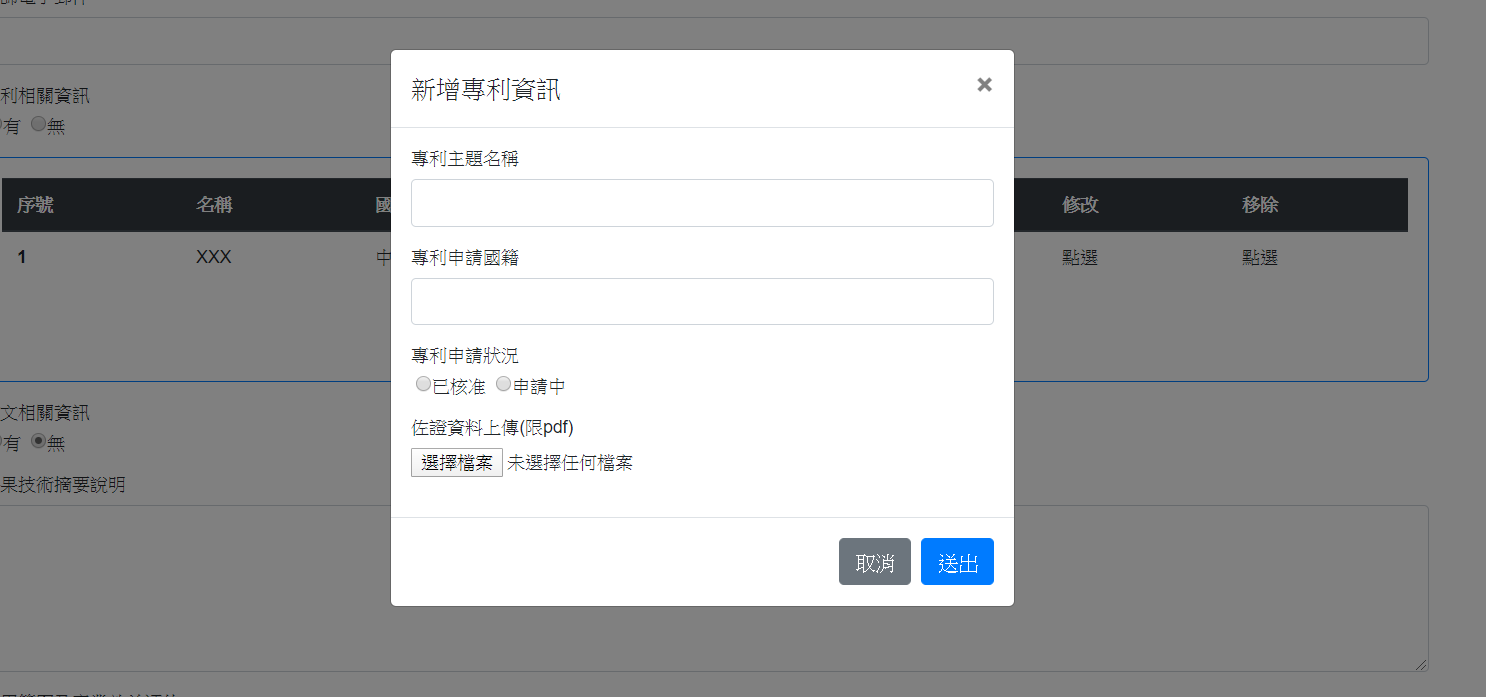 新增專利資訊 ×
利相關資訊
有 無
專利主題名稱
序號 名稱 國 修改 移除
1 XXX 中 點選 點選
專利申請國籍
專利申請狀況
已核准 申請中
文相關資訊
有 無
佐證資料上傳(限pdf)
選擇檔案 未選擇任何檔案
果技術摘要說明
取消 送出